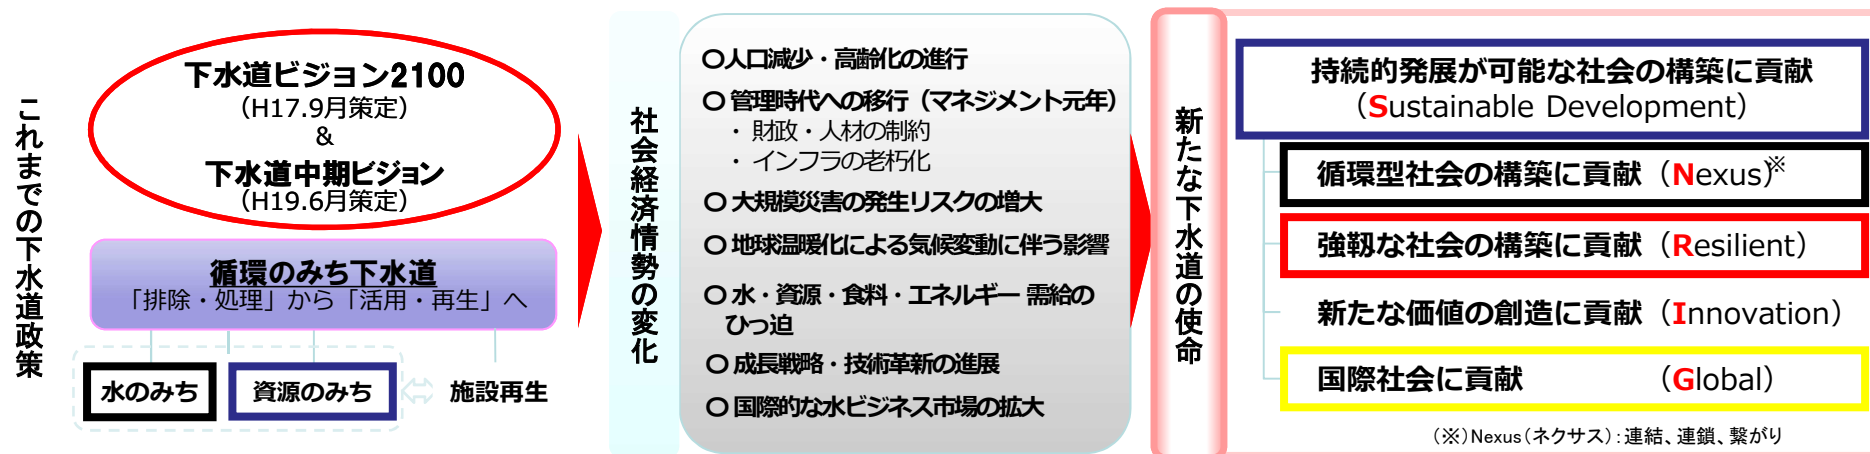 これまでの下水道政策
下水道ビジョン2100
（H17.9月策定）
&
下水道中期ビジョン
（H19.6月策定）
循環のみち下水道
「排除・処理」から「活用・再生」へ
水のみち
資源のみち
施設再生
社会経済情勢の変化
○人口減少・高齢化の進行
○ 管理時代への移行（マネジメント元年）
・ 財政・人材の制約
・ インフラの老朽化
○ 大規模災害の発生リスクの増大
○ 地球温暖化による気候変動に伴う影響
○ 水・資源・食料・エネルギー 需給の
ひっ迫
○ 成長戦略・技術革新の進展
○ 国際的な水ビジネス市場の拡大
新たな下水道の使命
持続的発展が可能な社会の構築に貢献
（Sustainable Development）
循環型社会の構築に貢献（Nexus）※
強靱な社会の構築に貢献（Resilient）
新たな価値の創造に貢献（Innovation）
国際社会に貢献 （Global）
（※）Nexus（ネクサス）：連結、連鎖、繋がり